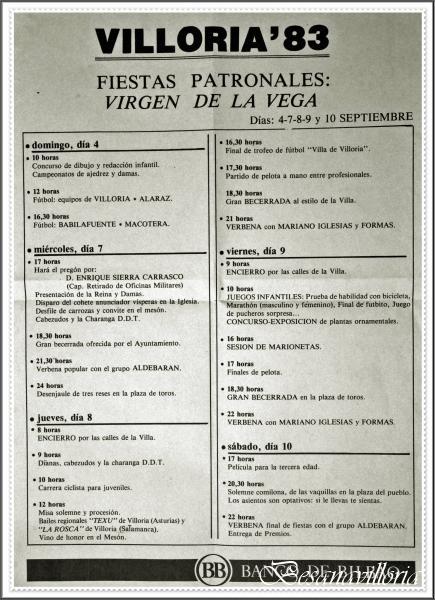 VILLORIA'83
FIESTAS PATRONALES:
VIRGEN DE LA VEGA
Días: 4-7-8-9 y 10 SEPTIEMBRE
domingo, día 4
10 horas
Concurso de dibujo y redacción infantil.
Campeonatos de ajedrez y damas.
12 horas
Fútbol: equipos de VILLORIA • ALARAZ.
16,30 horas
Fútbol: BABILAFUENTE • MACOTERA.
miércoles, día 7
17 horas
Hará el pregón por:
D. ENRIQUE SIERRA CARRASCO
(Cap. Retirado de Oficinas Militares)
Presentación de la Reina y Damas.
Disparo del cohete anunciador vísperas en la Iglesia.
Desfile de carrozas y convite en el mesón.
Cabezudos y la Charanga D.D.T.
18,30 horas
Gran becerrada ofrecida por el Ayuntamiento.
21,30 horas
Verbena popular con el grupo ALDEBARAN.
24 horas
Desenjaule de tres reses en la plaza de toros.
jueves, día 8
8 horas
ENCIERRO por las calles de la Villa.
9 horas
Dianas, cabezudos y la charanga D.D.T.
10 horas
Carrera ciclista para juveniles.
12 horas
Misa solemne y procesión.
Bailes regionales "TEXU" de Villoria (Asturias) y
"LA ROSCA" de Villoria (Salamanca).
Vino de honor en el Mesón.
16,30 horas
Final de trofeo de fútbol "Villa de Villoria".
17,30 horas
Partido de pelota a mano entre profesionales.
18,30 horas
Gran BECERRADA al estilo de la Villa.
21 horas
VERBENA con MARIANO IGLESIAS y FORMAS.
viernes, día 9
9 horas
ENCIERRO por las calles de la Villa.
10 horas
JUEGOS INFANTILES: Prueba de habilidad con bicicleta,
Marathón (masculino y femenino), Final de futbito, Juego
de pucheros sorpresa...
CONCURSO-EXPOSICION de plantas ornamentales.
16 horas
SESION DE MARIONETAS.
17 horas
Finales de pelota.
18,30 horas
GRAN BECERRADA en la plaza de toros.
22 horas
VERBENA con MARIANO IGLESIAS y FORMAS.
sábado, día 10
17 horas
Película para la tercera edad.
20,30 horas
Solemne comilona, de las vaquillas en la plaza del pueblo.
Los asientos son optativos: si le llevas te sientas.
22 horas
VERBENA final de fiestas con el grupo ALDEBARAN.
Entrega de Premios.
BB BANCO DE BILBAO
Besanavilloria